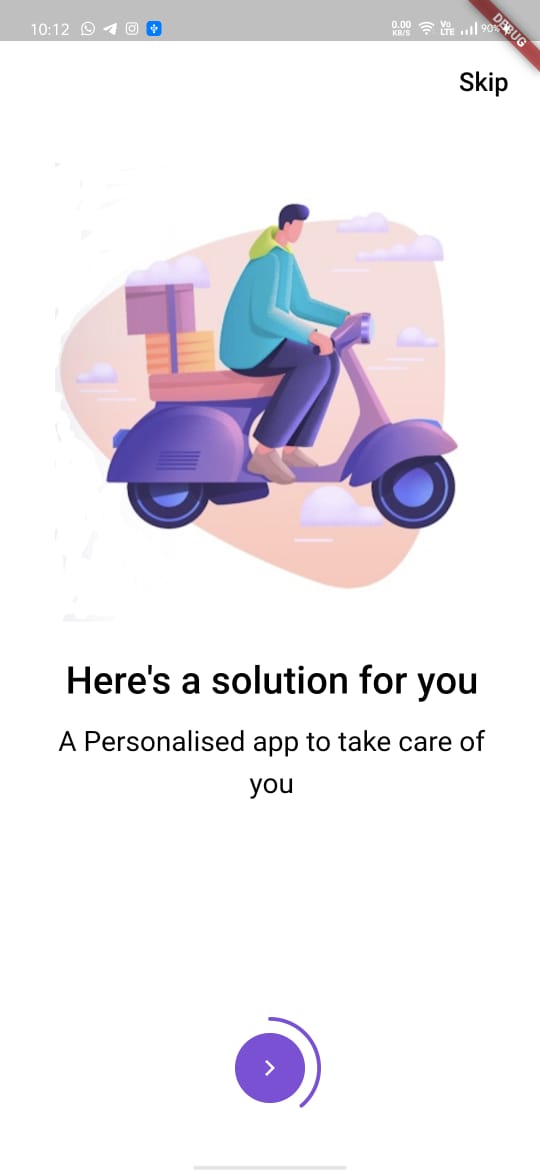 10:12
0.00
KB/S
Vo
LTE
90%
DEBUG
Skip
Here's a solution for you
A Personalised app to take care of
you